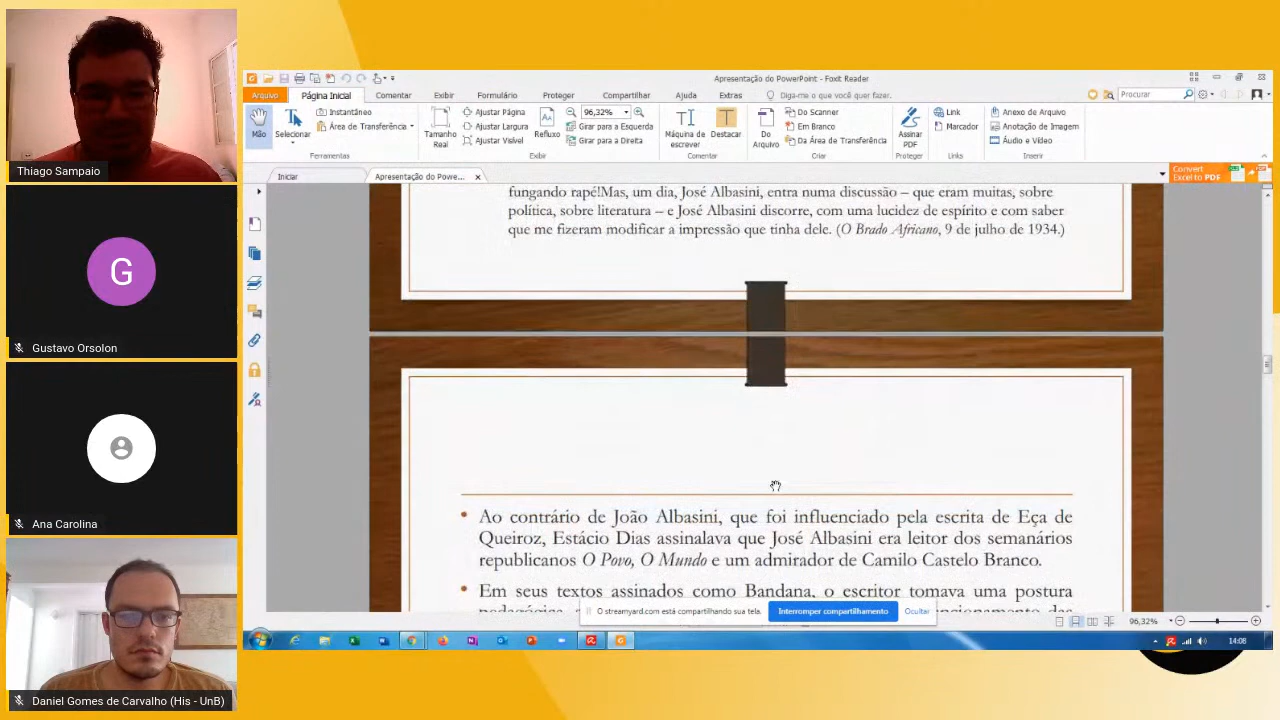 Thiago Sampaio
G
Gustavo Orsolon
Ana Carolina
Daniel Gomes de Carvalho (His - UnB)
Apresentação do PowerPoint - Foxit Reader
Arquivo Página Inicial Comentar Exibir Formulário Proteger Compartilhar Ajuda Extras Diga-me o que você quer fazer. Procurar
Mão
Selecionar
Instantâneo
Área de Transferência
Ferramentas
Tamanho Real
Ajustar Página
Ajustar Largura
Ajustar Visível
Refluxo
96,32%
Girar para a Esquerda
Girar para a Direita
Exibir
Máquina de escrever
Destacar
Comentar
Do Arquivo
Do Scanner
Em Branco
Da Área de Transferência
Criar
Assinar PDF
Proteger
Link
Marcador
Links
Anexo de Arquivo
Anotação de Imagem
Áudio e Vídeo
Inserir
Iniciar
Apresentação do Powe...
Convert
Excel to PDF
fungando rapé!Mas, um dia, José Albasini, entra numa discussão – que eram muitas, sobre
política, sobre literatura – e José Albasini discorre, com uma lucidez de espírito e com saber
que me fizeram modificar a impressão que tinha dele. (O Brado Africano, 9 de julho de 1934.)
• Ao contrário de João Albasini, que foi influenciado pela escrita de Eça de
Queiroz, Estácio Dias assinalava que José Albasini era leitor dos semanários
republicanos O Povo, O Mundo e um admirador de Camilo Castelo Branco.
• Em seus textos assinados como Bandana, o escritor tomava uma postura
O streamyard.com está compartilhando sua tela.
Interromper compartilhamento
Ocultar
96,32%
14:08